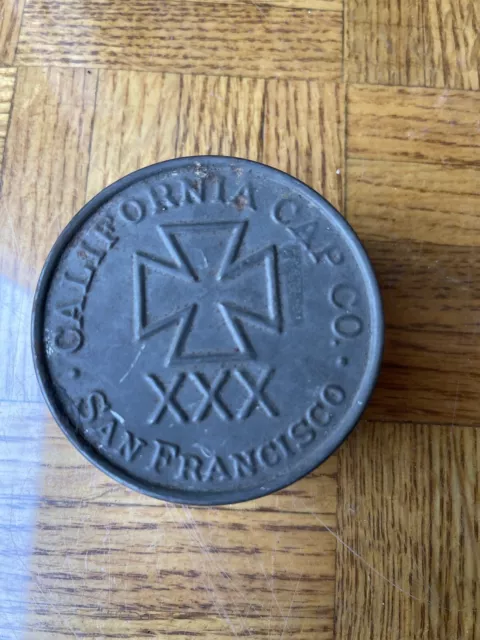 · CALIFORNIA CAP CO. ·
XXX
SAN FRANCISCO